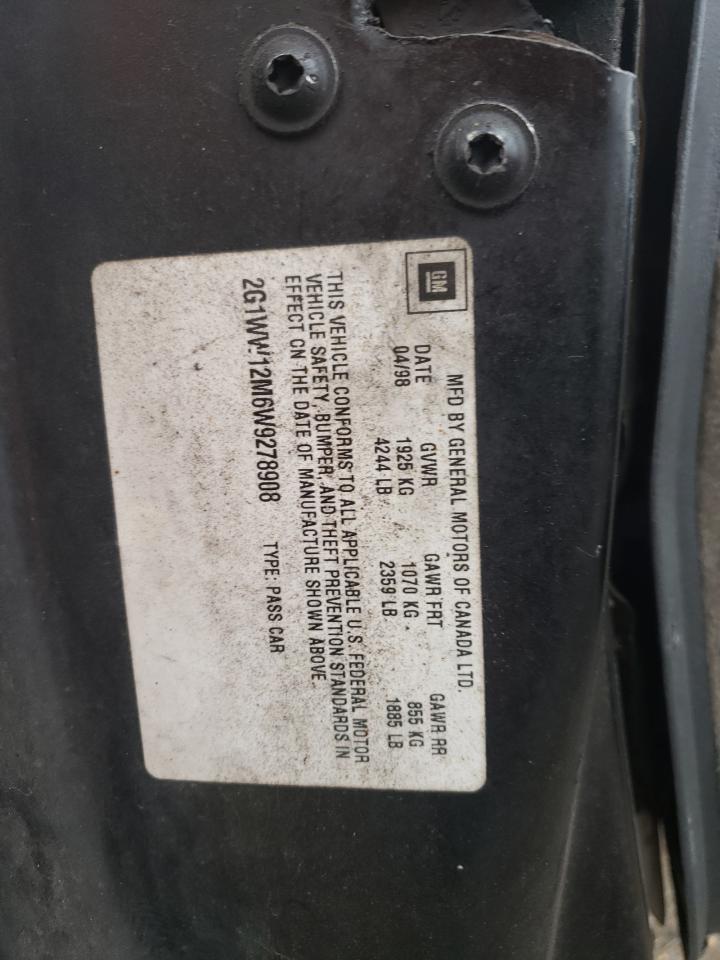 GM
MFD BY GENERAL MOTORS OF CANADA LTD.
DATE GVWR GAWR FRT GAWR RR
04/98 1925 KG 1070 KG 855 KG
4244 LB 2359 LB 1885 LB
THIS VEHICLE CONFORMS TO ALL APPLICABLE U.S. FEDERAL MOTOR
VEHICLE SAFETY, BUMPER, AND THEFT PREVENTION STANDARDS IN
EFFECT ON THE DATE OF MANUFACTURE SHOWN ABOVE.
2G1WW12M6W9278908 TYPE: PASS CAR